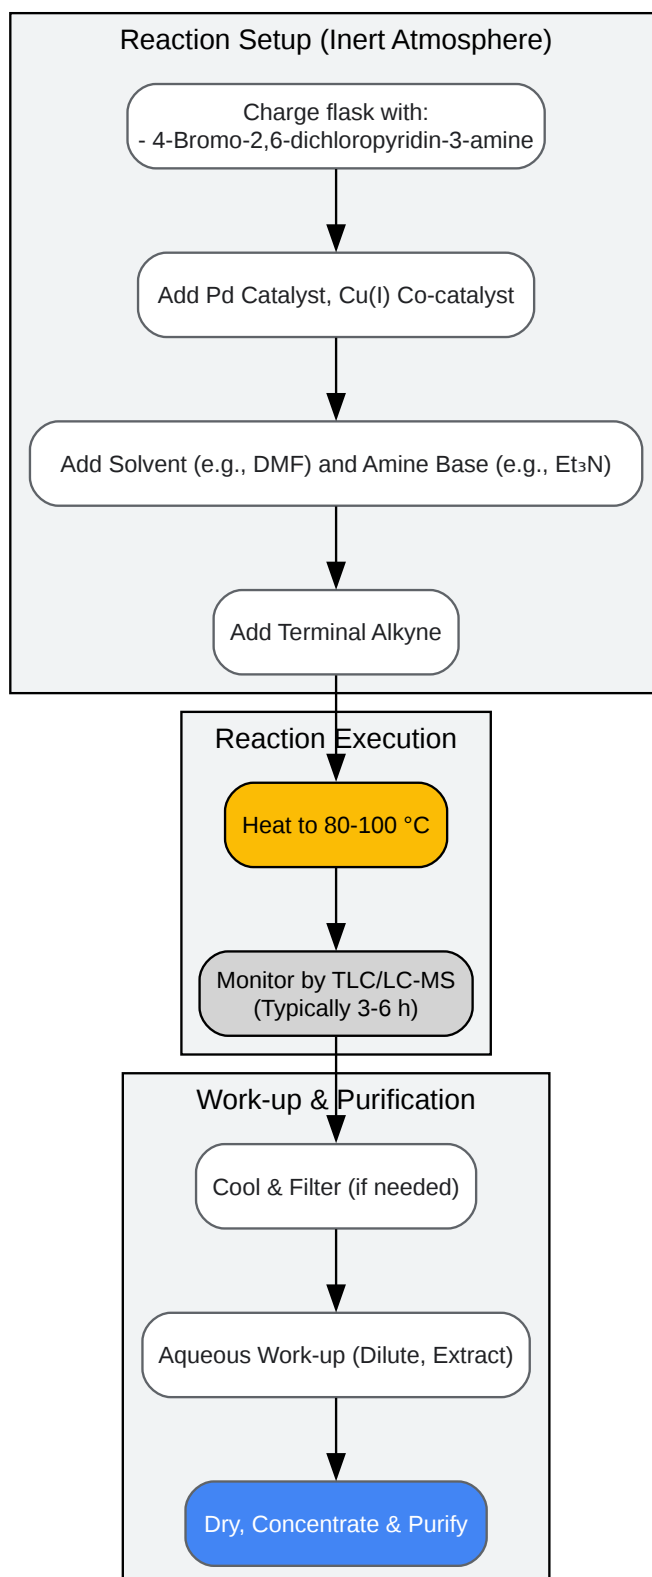 Reaction Setup (Inert Atmosphere)
Charge flask with:
- 4-Bromo-2,6-dichloropyridin-3-amine
Add Pd Catalyst, Cu(I) Co-catalyst
Add Solvent (e.g., DMF) and Amine Base (e.g., Et₃N)
Add Terminal Alkyne
Reaction Execution
Heat to 80-100 °C
Monitor by TLC/LC-MS
(Typically 3-6 h)
Work-up & Purification
Cool & Filter (if needed)
Aqueous Work-up (Dilute, Extract)
Dry, Concentrate & Purify